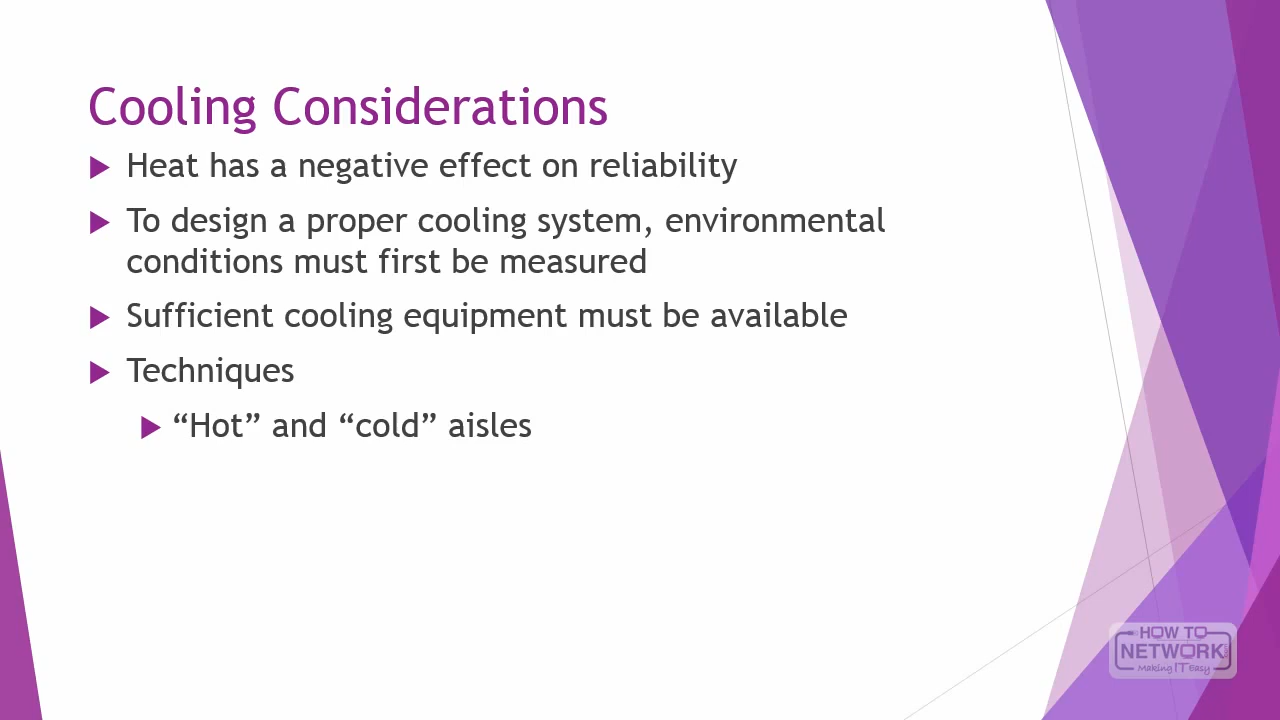 Cooling Considerations
Heat has a negative effect on reliability
To design a proper cooling system, environmental
conditions must first be measured
Sufficient cooling equipment must be available
Techniques
“Hot” and “cold” aisles
HOW TO
NETWORK
Making IT Easy